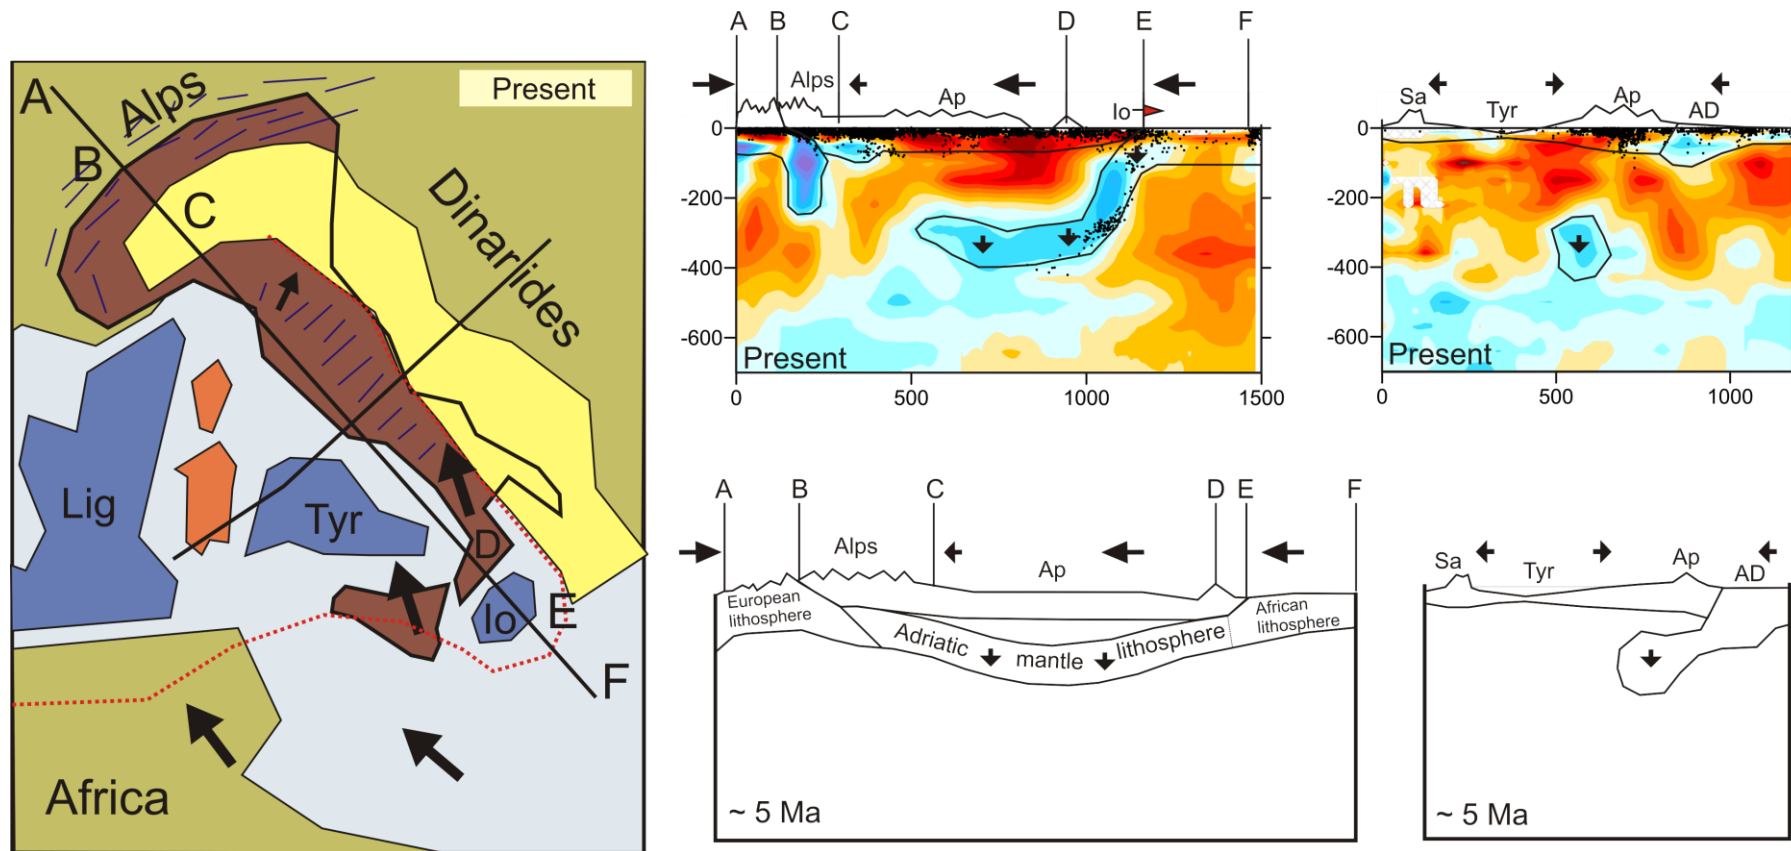 Present
A
Alps
B
C
Dinarides
Lig
Tyr
D
Io
E
F
Africa
A B C D E F
Alps
Ap
Io
0
-200
-400
-600
Present
0 500 1000 1500
Sa Tyr Ap AD
0
-200
-400
-600
Present
0 500 1000
A B C D E F
Alps
Ap
European
lithosphere
Adriatic mantle lithosphere
African
lithosphere
~ 5 Ma
Sa Tyr Ap AD
~ 5 Ma